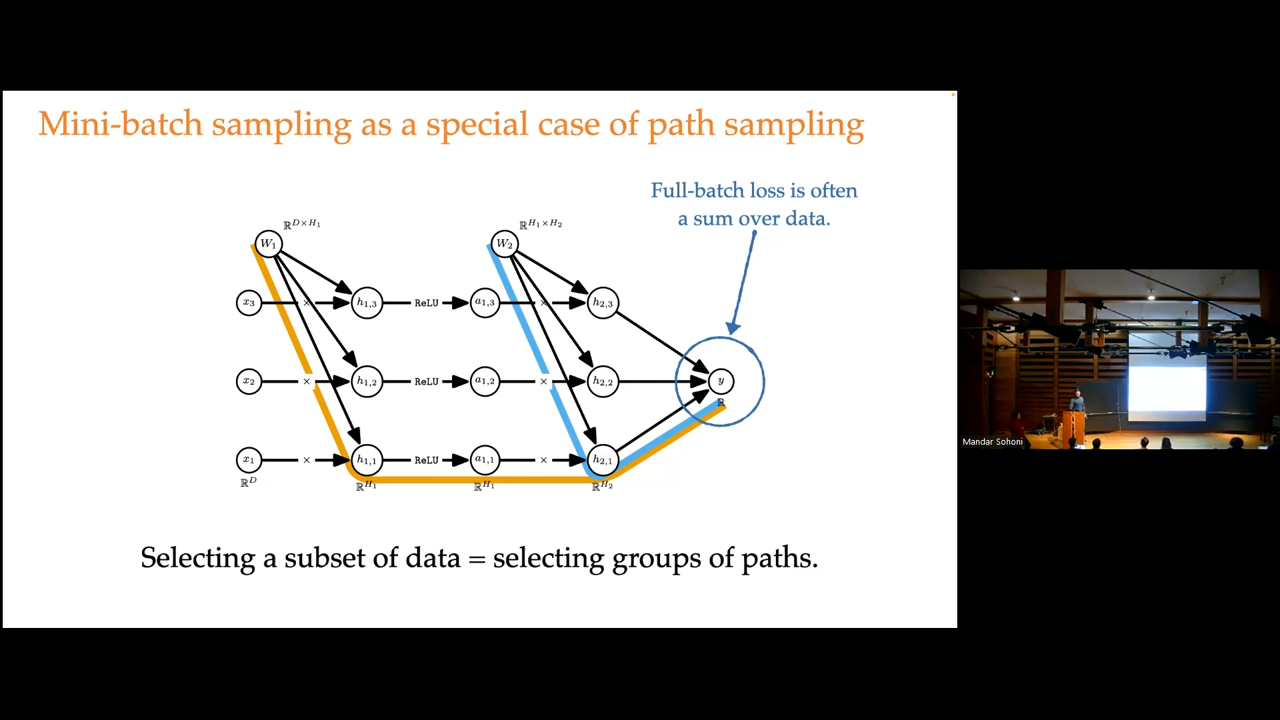 Mini-batch sampling as a special case of path sampling
Full-batch loss is often
a sum over data.
W₁ ℝ^{D×H₁} W₂ ℝ^{H₁×H₂}
x₃ × h₁,₃ ReLU a₁,₃ × h₂,₃
x₂ × h₁,₂ ReLU a₁,₂ × h₂,₂ y
ℝ
x₁ × h₁,₁ ReLU a₁,₁ × h₂,₁
ℝ^D ℝ^{H₁} ℝ^{H₁} ℝ^{H₂}
Selecting a subset of data = selecting groups of paths.
Mandar Sohoni